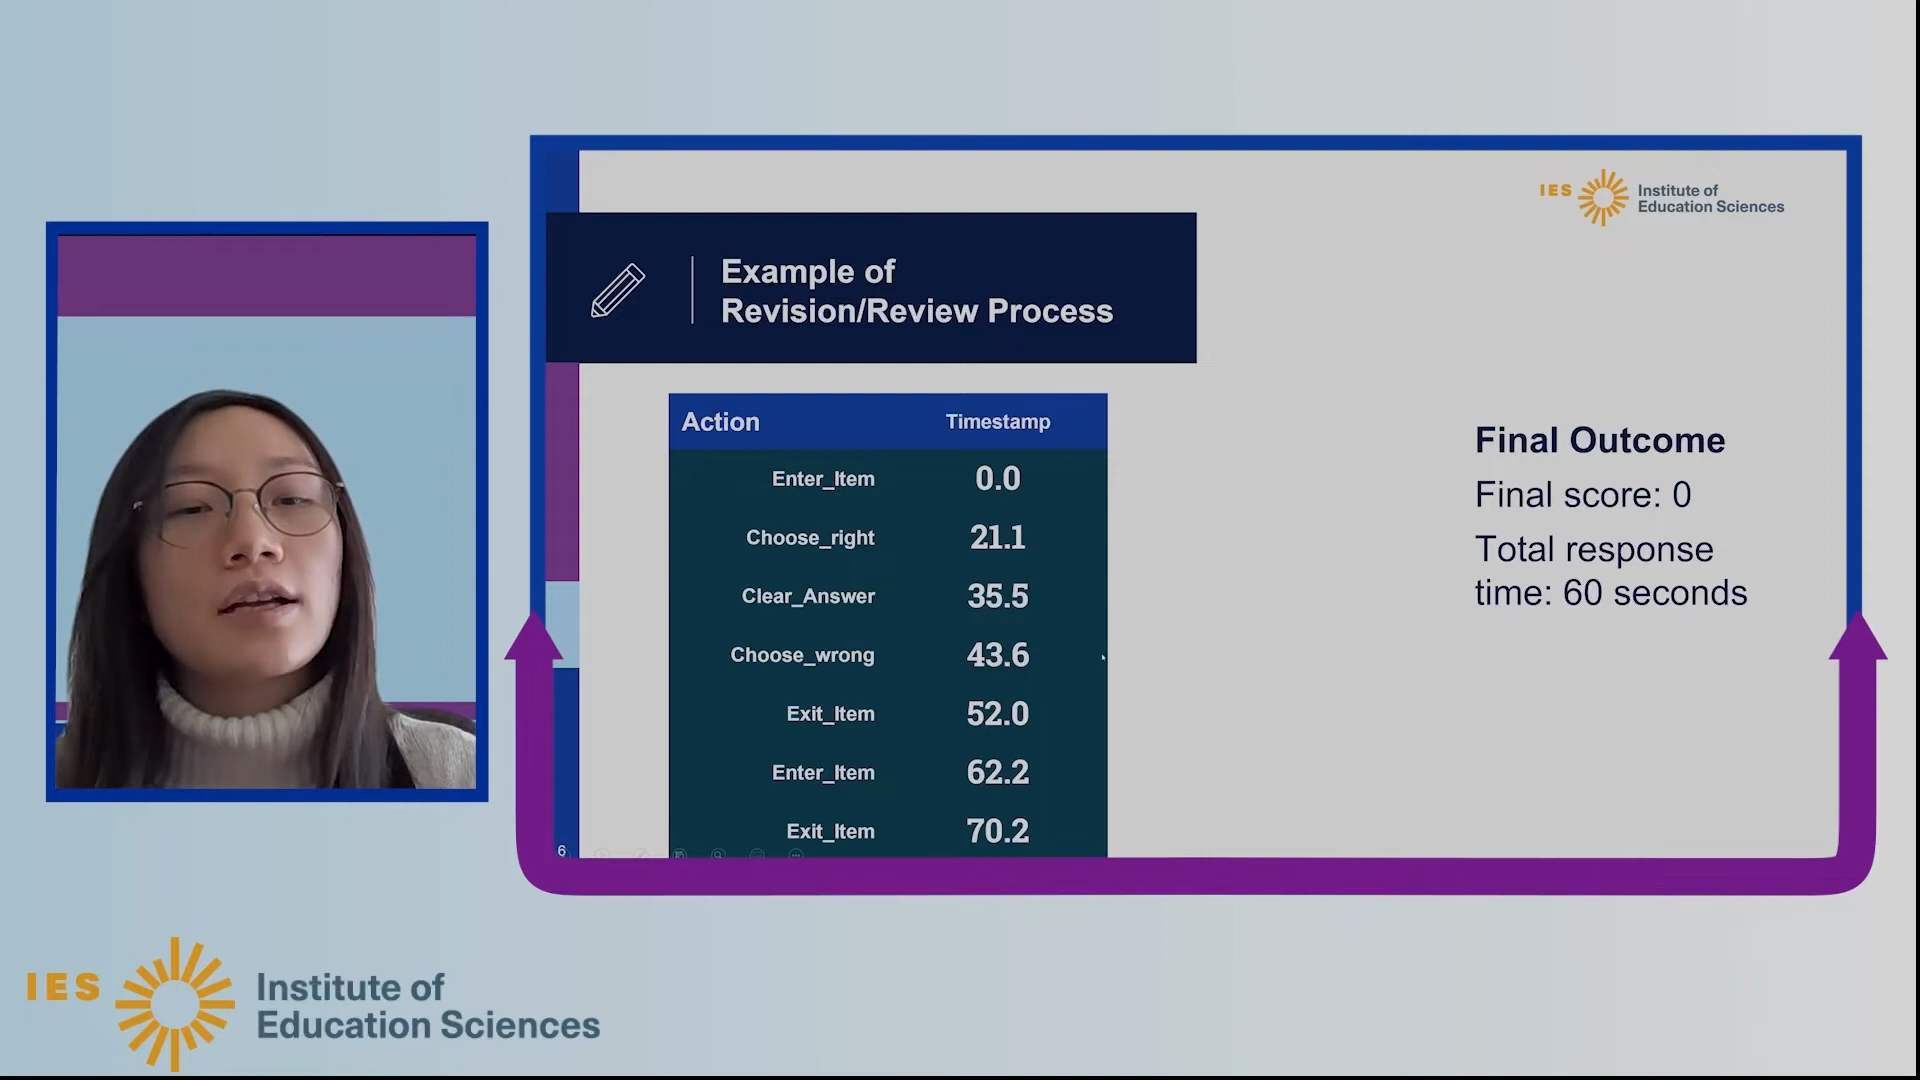 IES
Institute of
Education Sciences
Example of
Revision/Review Process
Action Timestamp
Enter_Item 0.0
Choose_right 21.1
Clear_Answer 35.5
Choose_wrong 43.6
Exit_Item 52.0
Enter_Item 62.2
Exit_Item 70.2
Final Outcome
Final score: 0
Total response
time: 60 seconds
6
IES
Institute of
Education Sciences